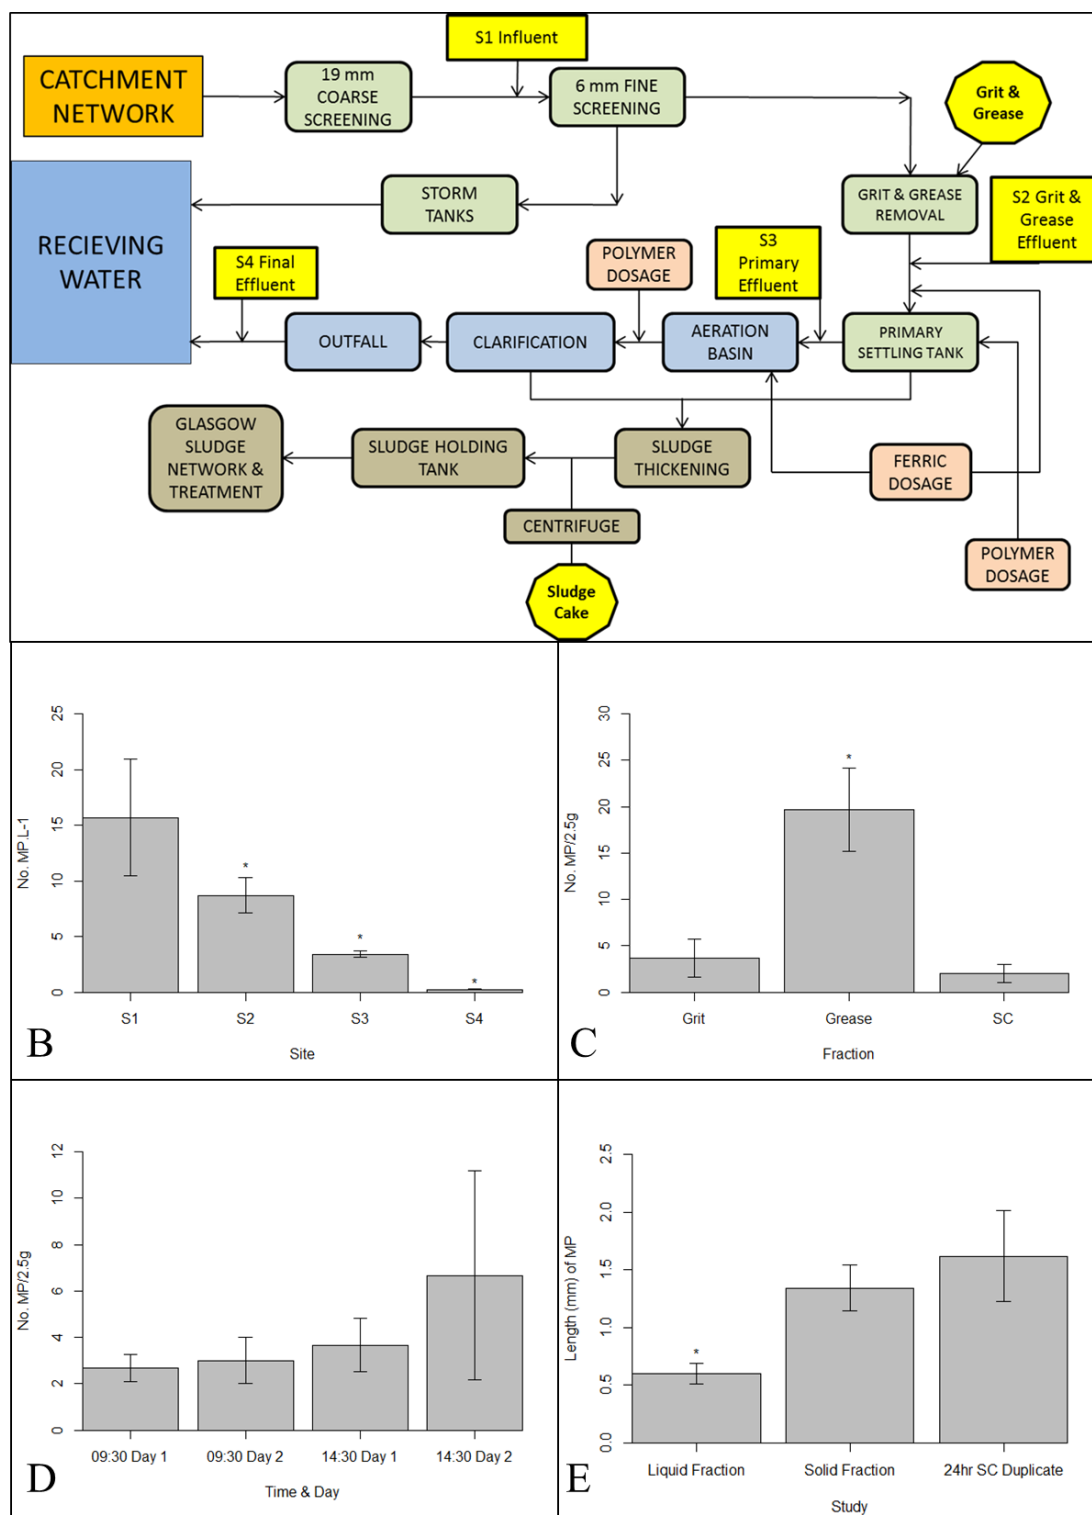 S1 Influent
CATCHMENT
NETWORK
19 mm
COARSE
SCREENING
6 mm FINE
SCREENING
Grit &
Grease
RECIEVING
WATER
STORM
TANKS
GRIT & GREASE
REMOVAL
S2 Grit &
Grease
Effluent
S4 Final
Effluent
POLYMER
DOSAGE
S3
Primary
Effluent
OUTFALL
CLARIFICATION
AERATION
BASIN
PRIMARY
SETTLING TANK
GLASGOW
SLUDGE
NETWORK &
TREATMENT
SLUDGE HOLDING
TANK
SLUDGE
THICKENING
FERRIC
DOSAGE
CENTRIFUGE
POLYMER
DOSAGE
Sludge
Cake
No. MP.L-1
25
20
15
10
5
0
*
*
*
S1 S2 S3 S4
Site
B
No. MP/2.5g
30
25
20
15
10
5
0
*
Grit Grease SC
Fraction
C
No. MP/2.5g
12
10
8
6
4
2
0
09:30 Day 1 09:30 Day 2 14:30 Day 1 14:30 Day 2
Time & Day
D
Length (mm) of MP
2.5
2.0
1.5
1.0
0.5
0.0
*
Liquid Fraction Solid Fraction 24hr SC Duplicate
Study
E